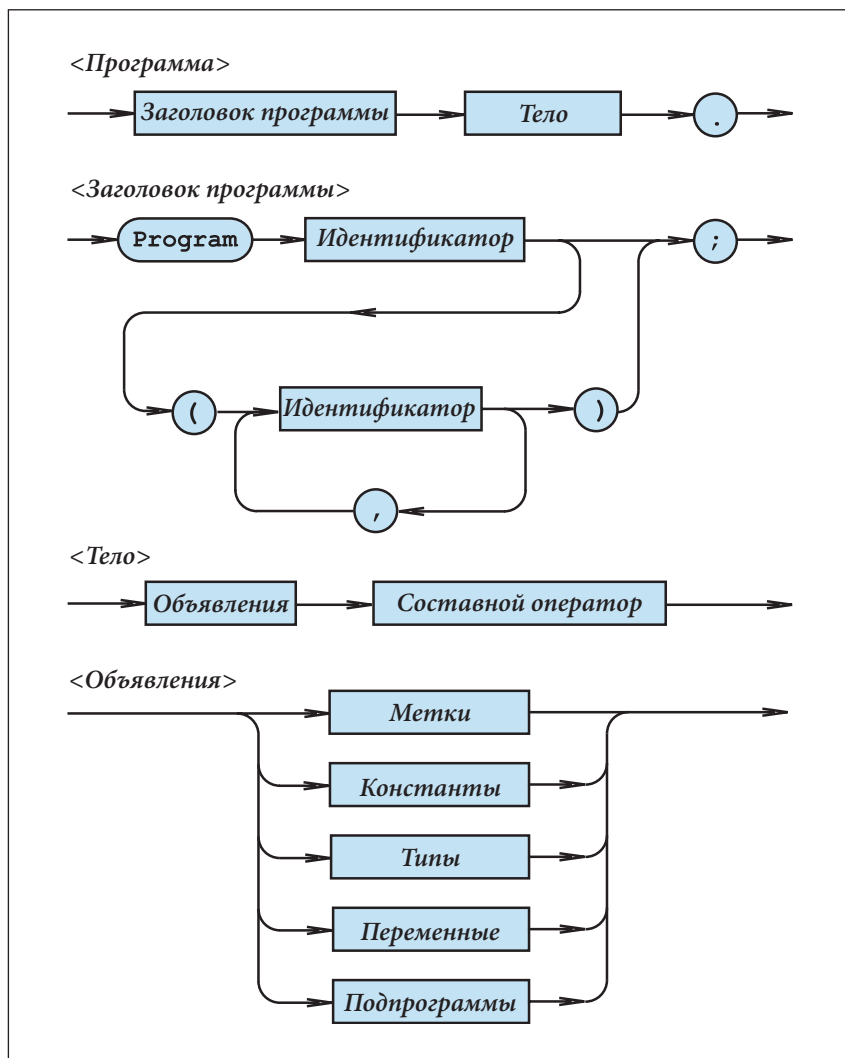 <Программа>
Заголовок программы Тело .
<Заголовок программы>
Program Идентификатор ;
( Идентификатор )
,
<Тело>
Объявления Составной оператор
<Объявления>
Метки
Константы
Типы
Переменные
Подпрограммы